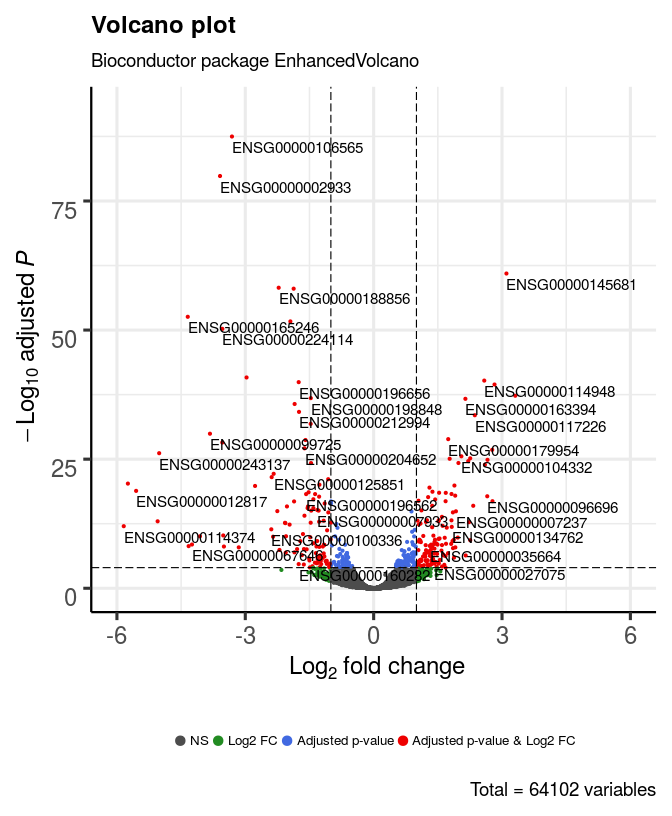 Volcano plot
Bioconductor package EnhancedVolcano
− Log10 adjusted P
75
50
25
0
ENSG00000106565
ENSG00000002933
ENSG00000145681
ENSG00000188856
ENSG00000165246
ENSG00000224114
ENSG00000196656
ENSG00000114948
ENSG00000198848
ENSG00000163394
ENSG00000212994
ENSG00000117226
ENSG00000099725
ENSG00000179954
ENSG00000204652
ENSG00000243137
ENSG00000104332
ENSG00000125851
ENSG00000012817
ENSG00000196562
ENSG00000096696
ENSG00000007237
ENSG00000114374
ENSG00000100336
ENSG00000134762
ENSG00000067646
ENSG00000035664
ENSG00000160282
ENSG00000027075
-6 -3 0 3 6
Log2 fold change
NS Log2 FC Adjusted p-value Adjusted p-value & Log2 FC
Total = 64102 variables